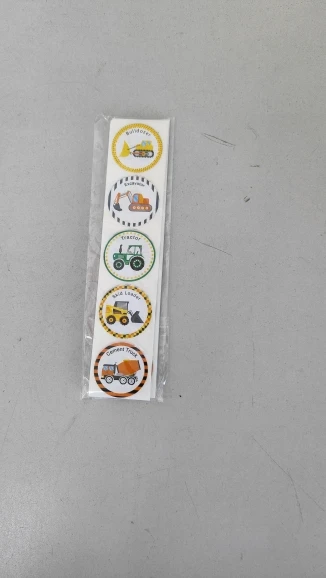 Bulldozer
Excavator
Tractor
Skid Loader
Cement Truck